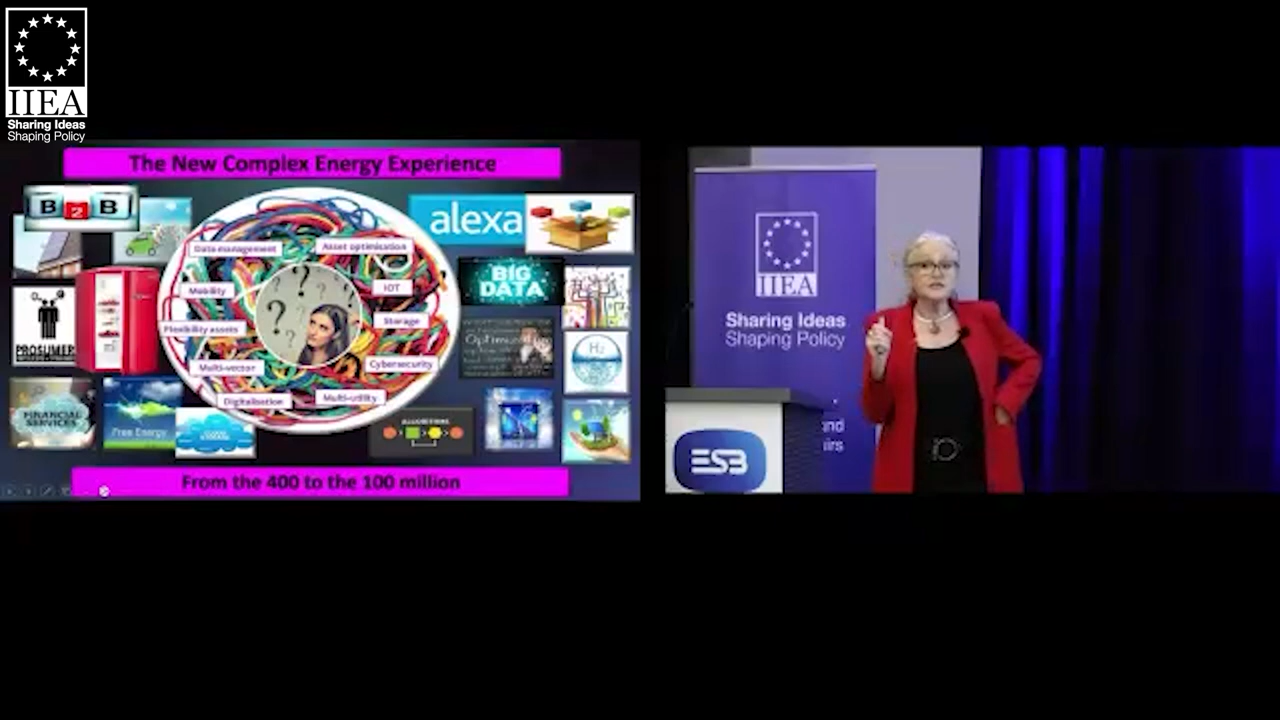 IIEA
Sharing Ideas
Shaping Policy
The New Complex Energy Experience
B2B
alexa
Data management
Asset optimisation
BIG
DATA
Mobility
IOT
Flexibility assets
Storage
PROSUMER
Multi-vector
Cybersecurity
H₂
Digitalisation
Multi-utility
FINANCIAL
SERVICES
Free Energy
ALGORITHMS
From the 400 to the 100 million
IIEA
Sharing Ideas
Shaping Policy
ESB